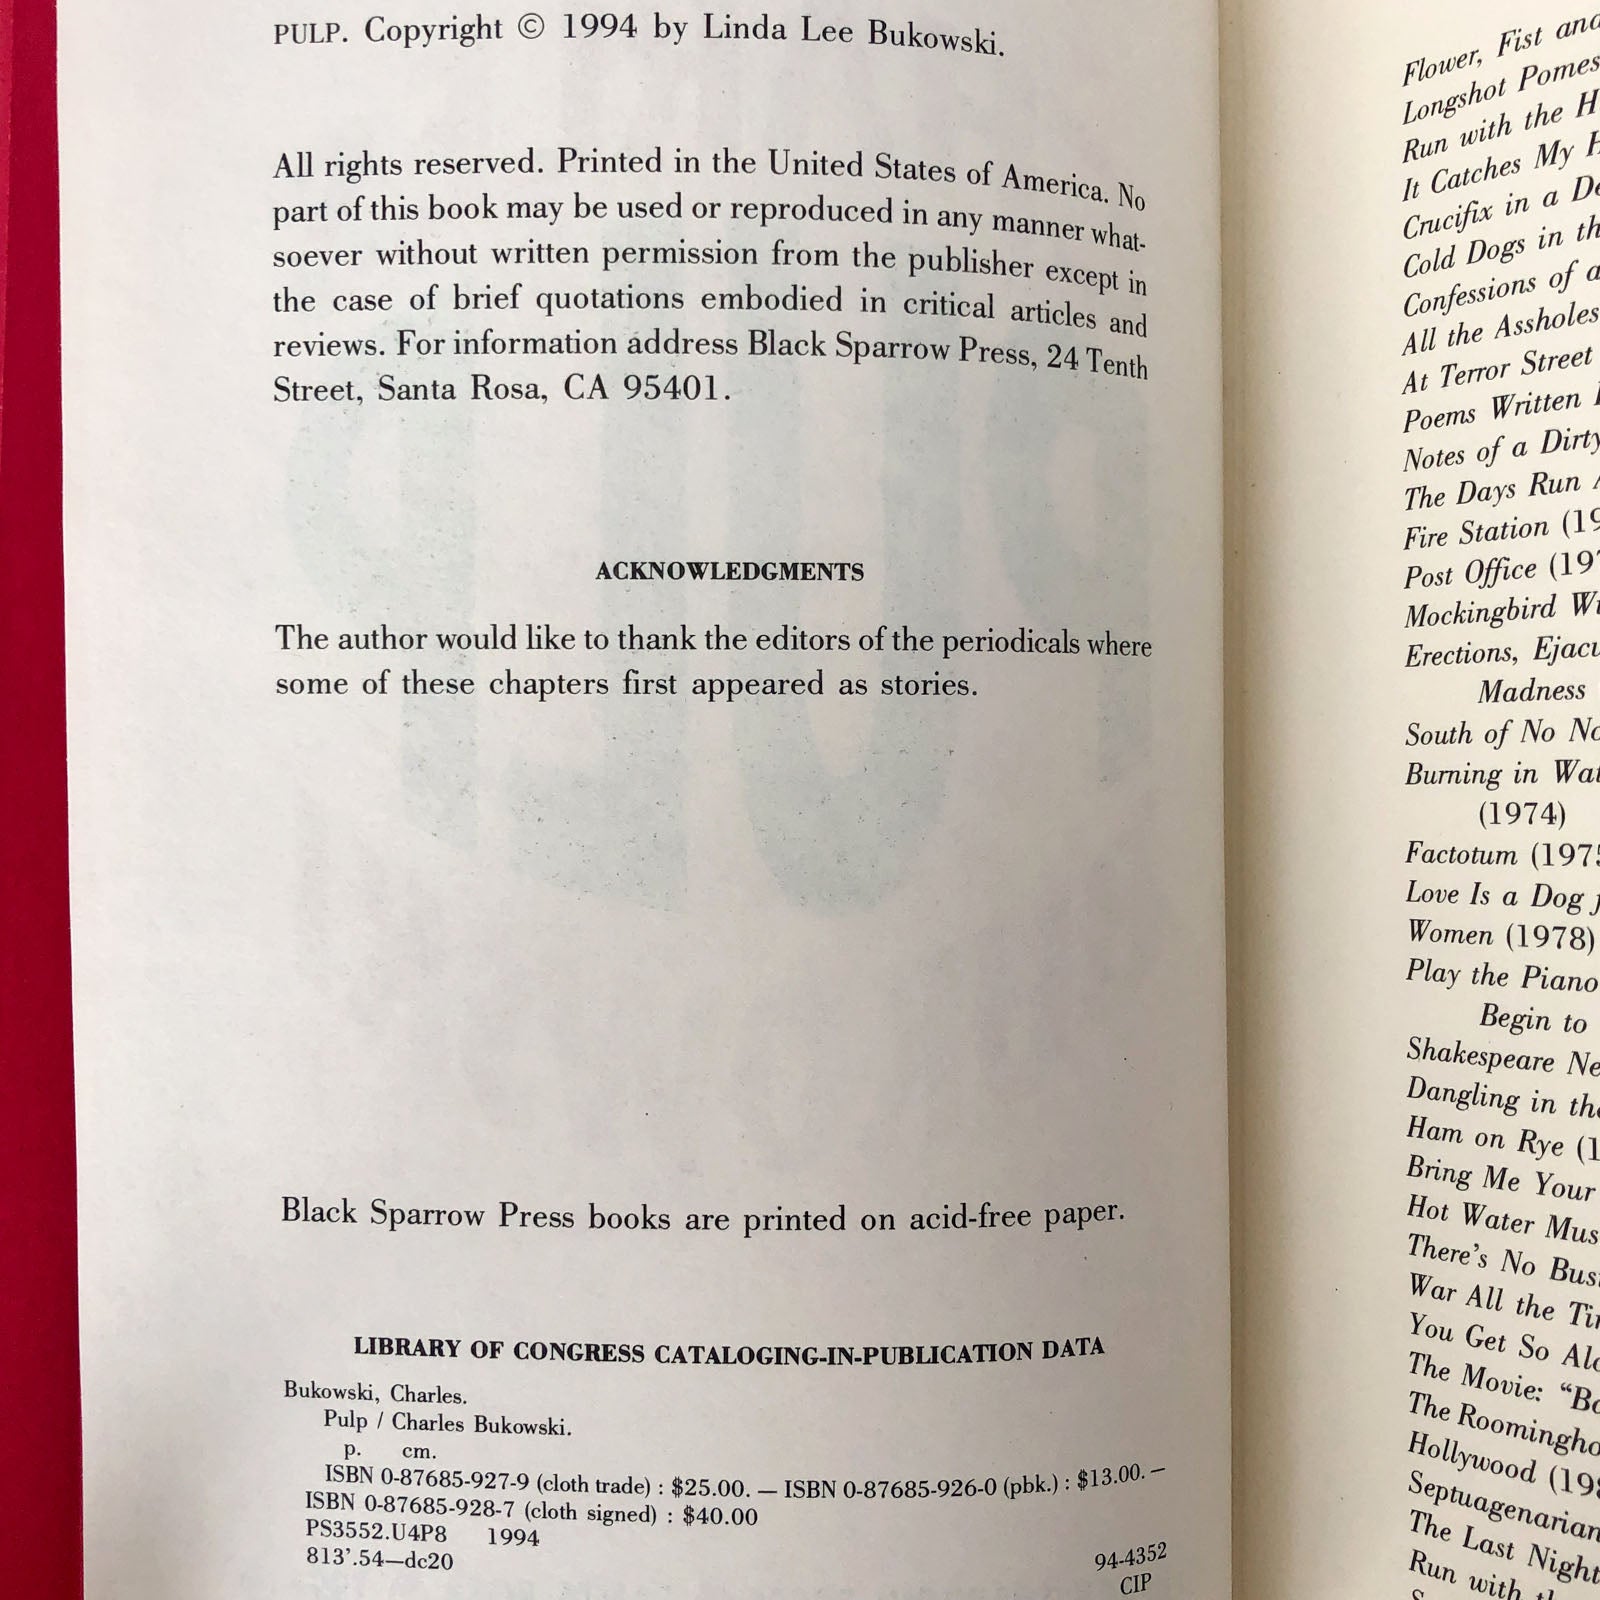 PULP. Copyright © 1994 by Linda Lee Bukowski.
All rights reserved. Printed in the United States of America. No
part of this book may be used or reproduced in any manner what-
soever without written permission from the publisher except in
the case of brief quotations embodied in critical articles and
reviews. For information address Black Sparrow Press, 24 Tenth
Street, Santa Rosa, CA 95401.
ACKNOWLEDGMENTS
The author would like to thank the editors of the periodicals where
some of these chapters first appeared as stories.
Black Sparrow Press books are printed on acid-free paper.
LIBRARY OF CONGRESS CATALOGING-IN-PUBLICATION DATA
Bukowski, Charles.
Pulp / Charles Bukowski.
p. cm.
ISBN 0-87685-927-9 (cloth trade) : $25.00. — ISBN 0-87685-926-0 (pbk.) : $13.00. —
ISBN 0-87685-928-7 (cloth signed) : $40.00
PS3552.U4P8 1994
813'.54—dc20
94-4352
CIP
Flower, Fist and
Longshot Pomes
Run with the
It Catches My
Crucifix in a
Cold Dogs in
Confessions of a
All the Assholes
At Terror Street
Poems Written
Notes of a Dirty
The Days Run
Fire Station
Post Office
Mockingbird
Erections,
Madness
South of No
Burning in
(1974)
Factotum
Love Is a Dog
Women (1978)
Play the Piano
Begin to
Shakespeare
Dangling in
Ham on Rye
Bring Me Your
Hot Water
There's No
War All the
You Get So
The Movie:
The
Hollywood
Septuagenarian
The Last Night
Run with